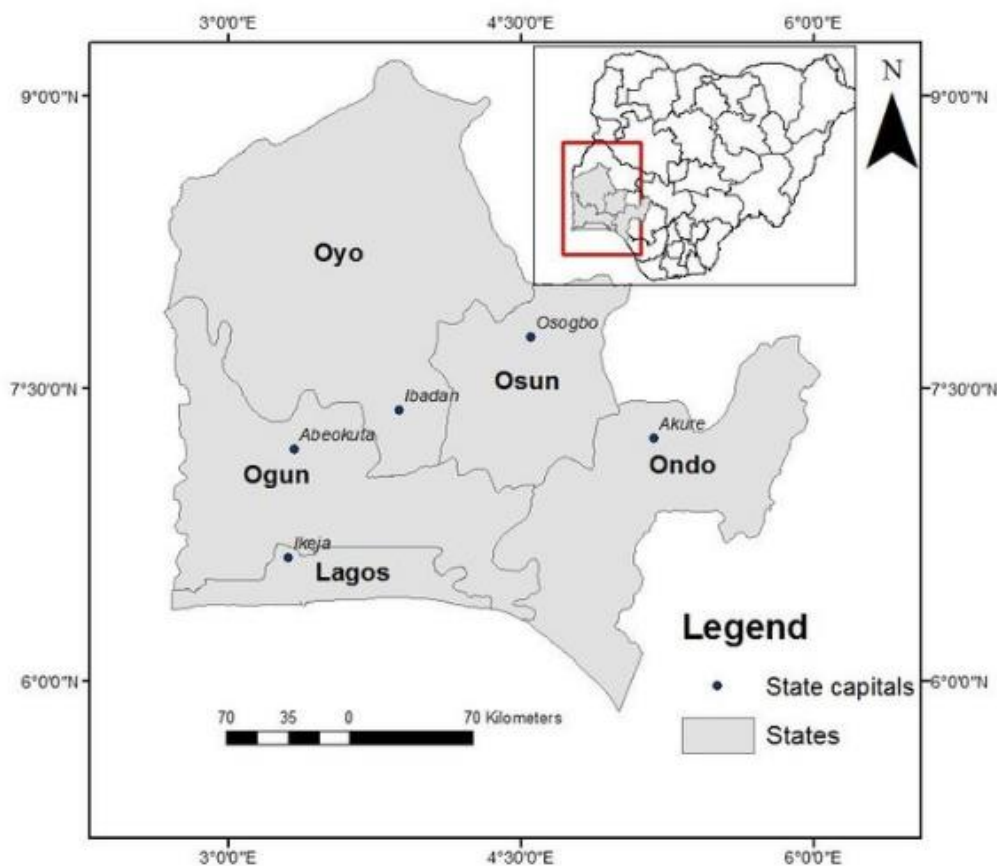 3°0'0"E 4°30'0"E 6°0'0"E
N
9°0'0"N 9°0'0"N
Oyo
Osogbo
Osun
7°30'0"N 7°30'0"N
Ibadan
Akure
Abeokuta
Ondo
Ogun
Ikeja
Lagos
Legend
6°0'0"N 6°0'0"N
State capitals
70 35 0 70 Kilometers
States
3°0'0"E 4°30'0"E 6°0'0"E